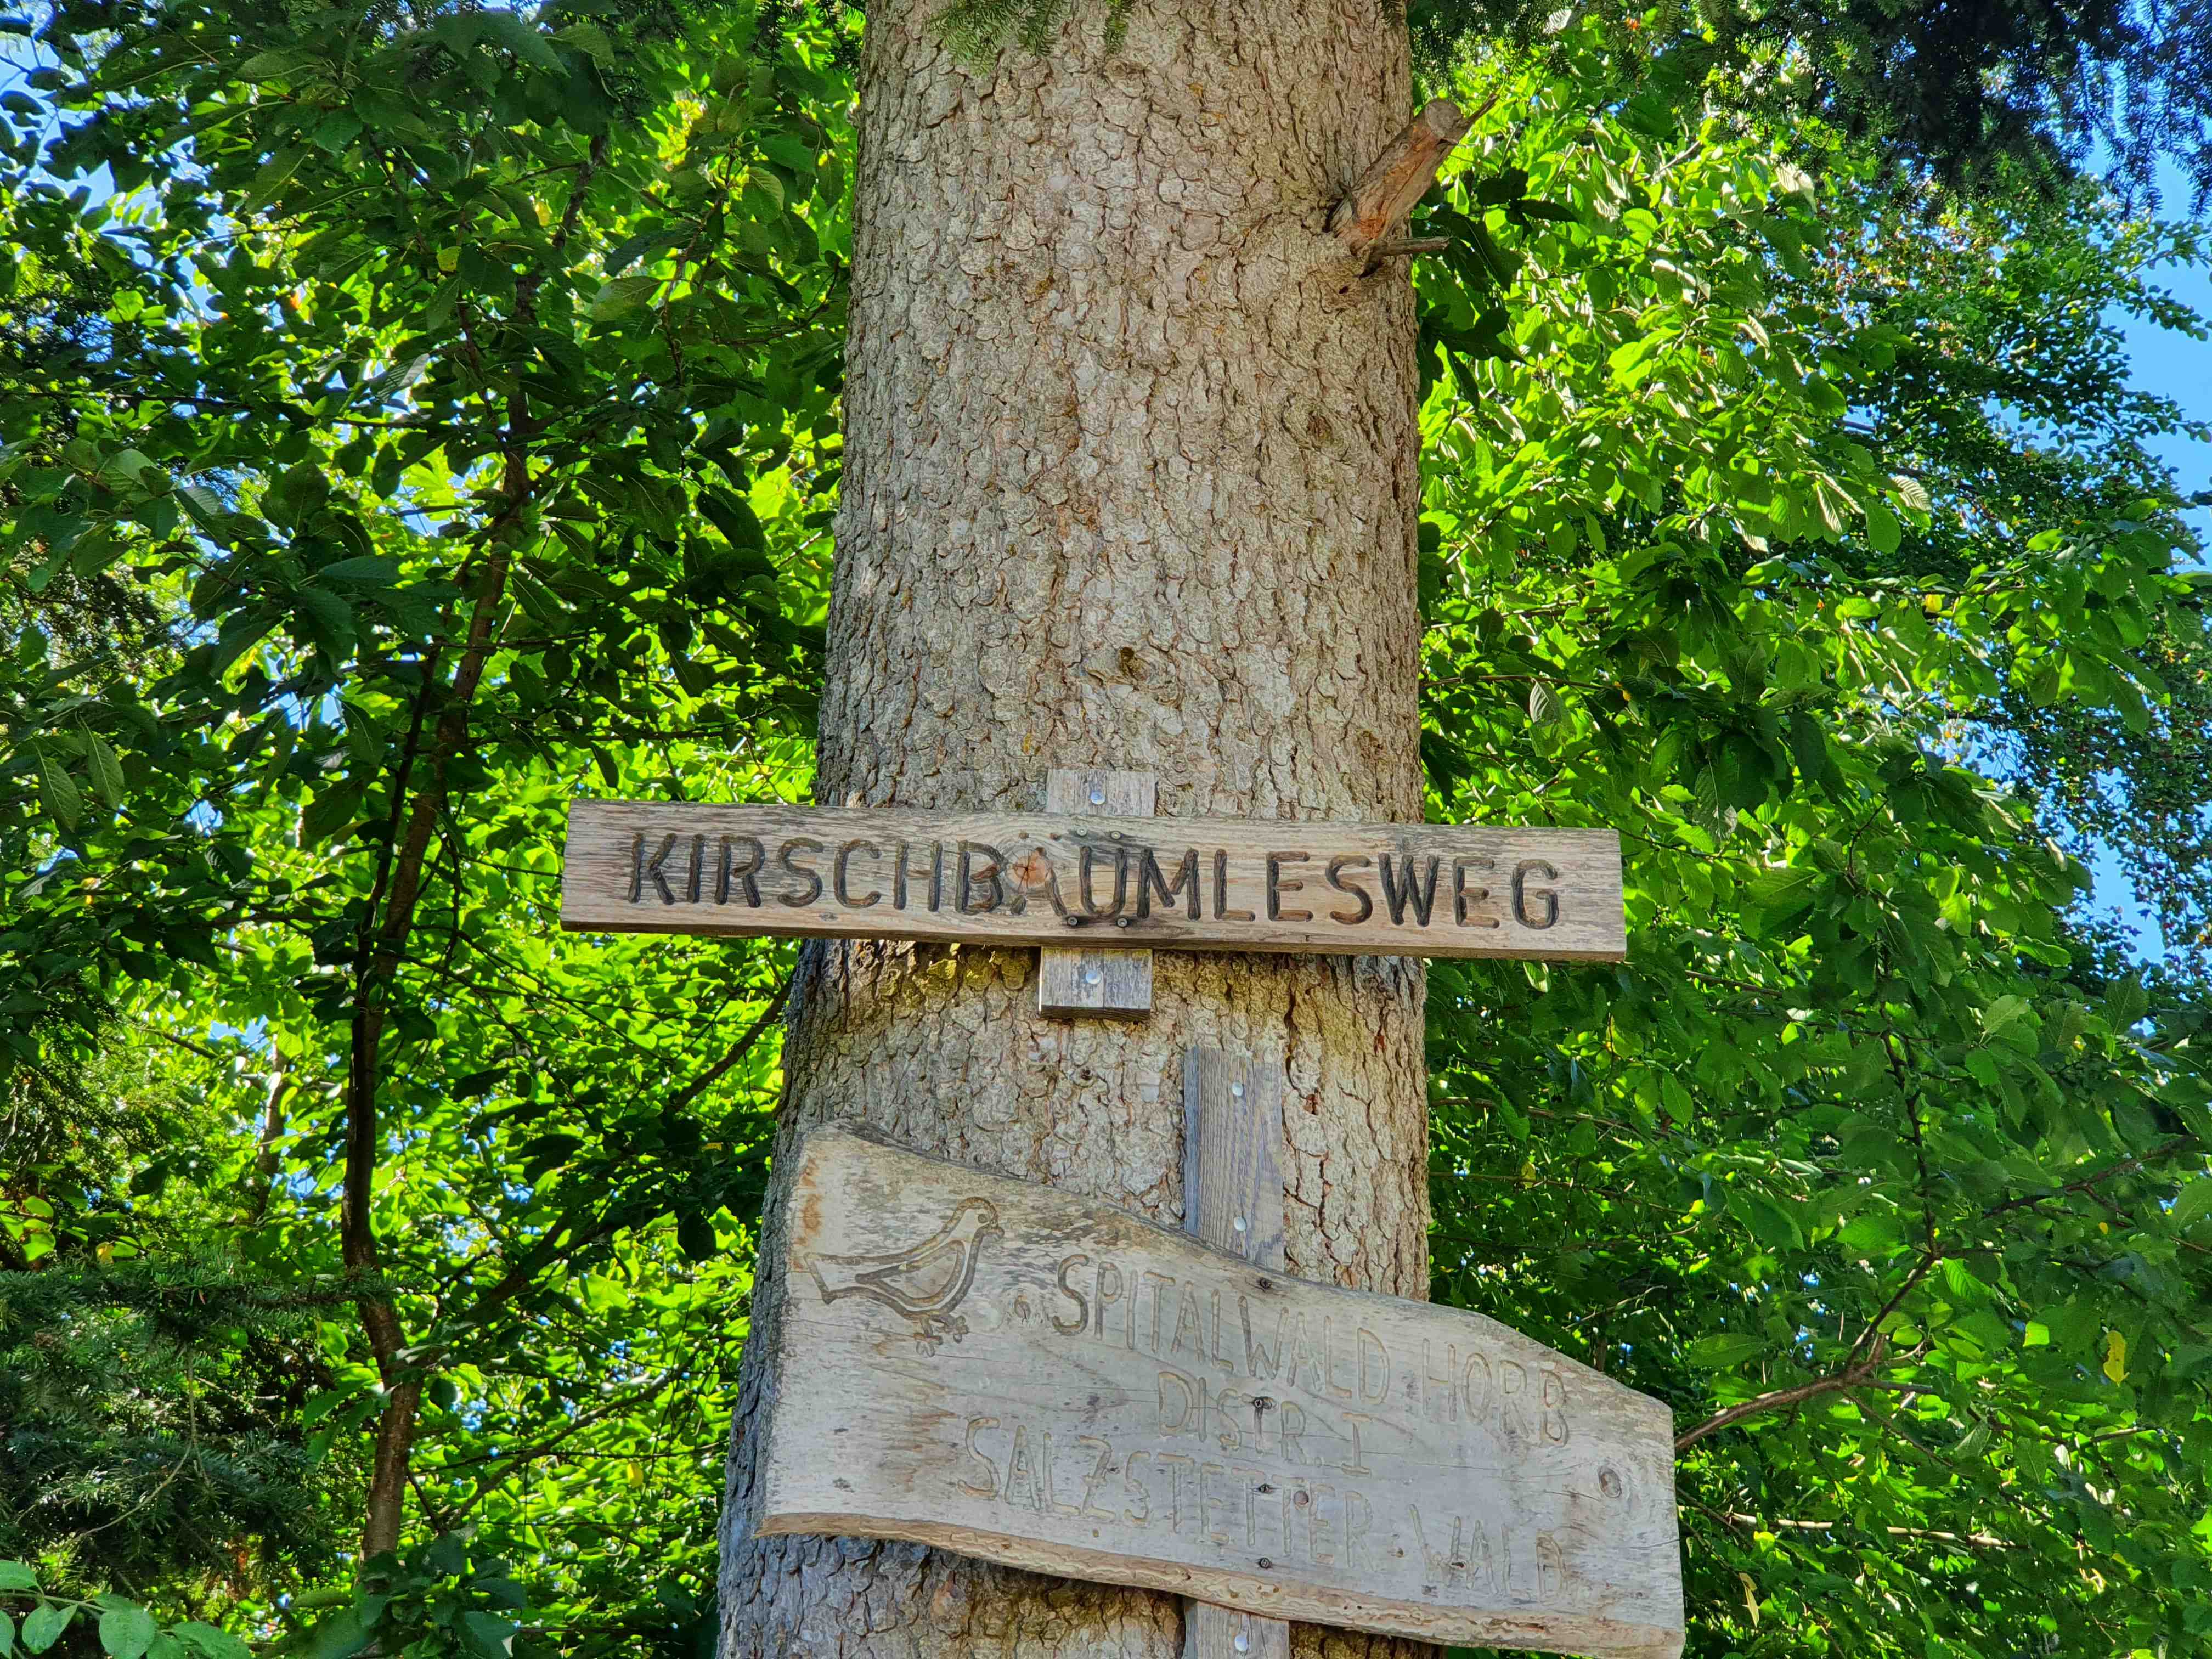 KIRSCHBÄUMLESWEG
SPITALWALD HORB
DISTR. I
SALZSTETTER WALD